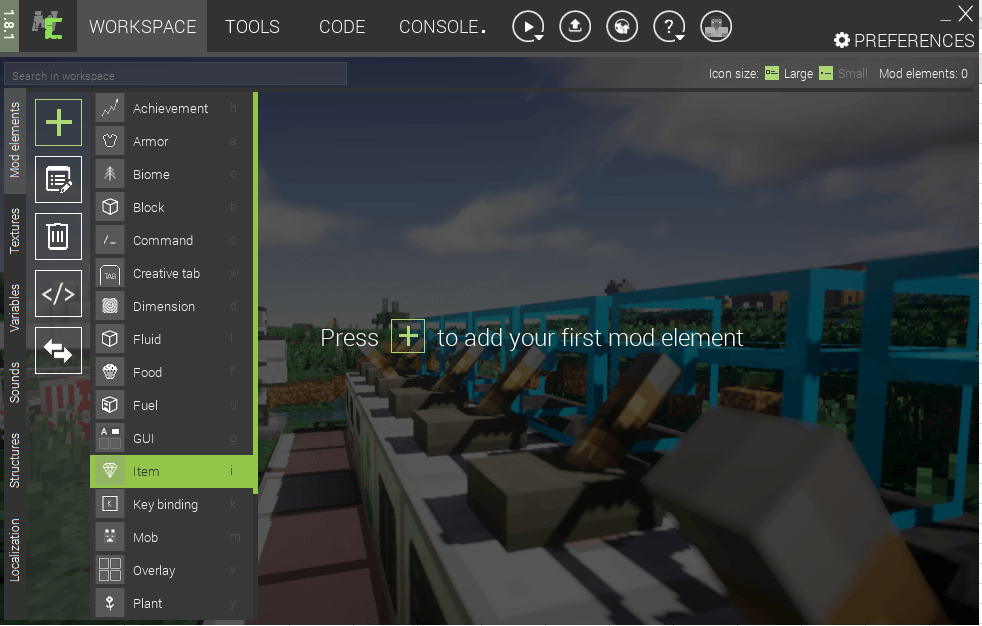 1.8.1
WORKSPACE TOOLS CODE CONSOLE.
?
PREFERENCES
Search in workspace
Icon size: Large Small Mod elements: 0
Mod elements
Textures
Variables
Sounds
Structures
Localization
</>
Achievement h
Armor a
Biome o
Block b
Command c
TAB Creative tab w
Dimension d
Fluid l
Food f
Fuel u
A GUI g
Item i
K Key binding k
Mob m
Overlay v
Plant y
Press + to add your first mod element